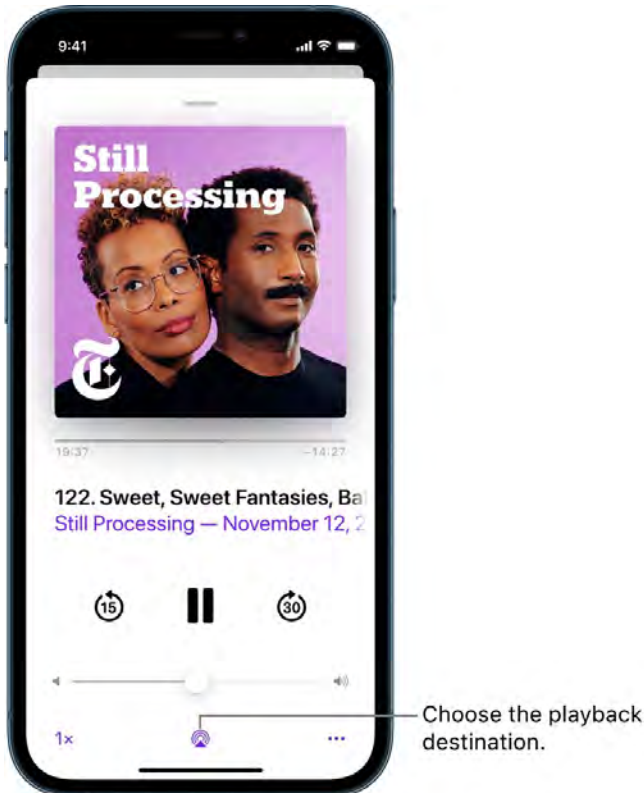 9:41
Still
Processing
T
19:37
-14:27
122. Sweet, Sweet Fantasies, Ba
Still Processing — November 12, 2
15
30
1×
Choose the playback
destination.